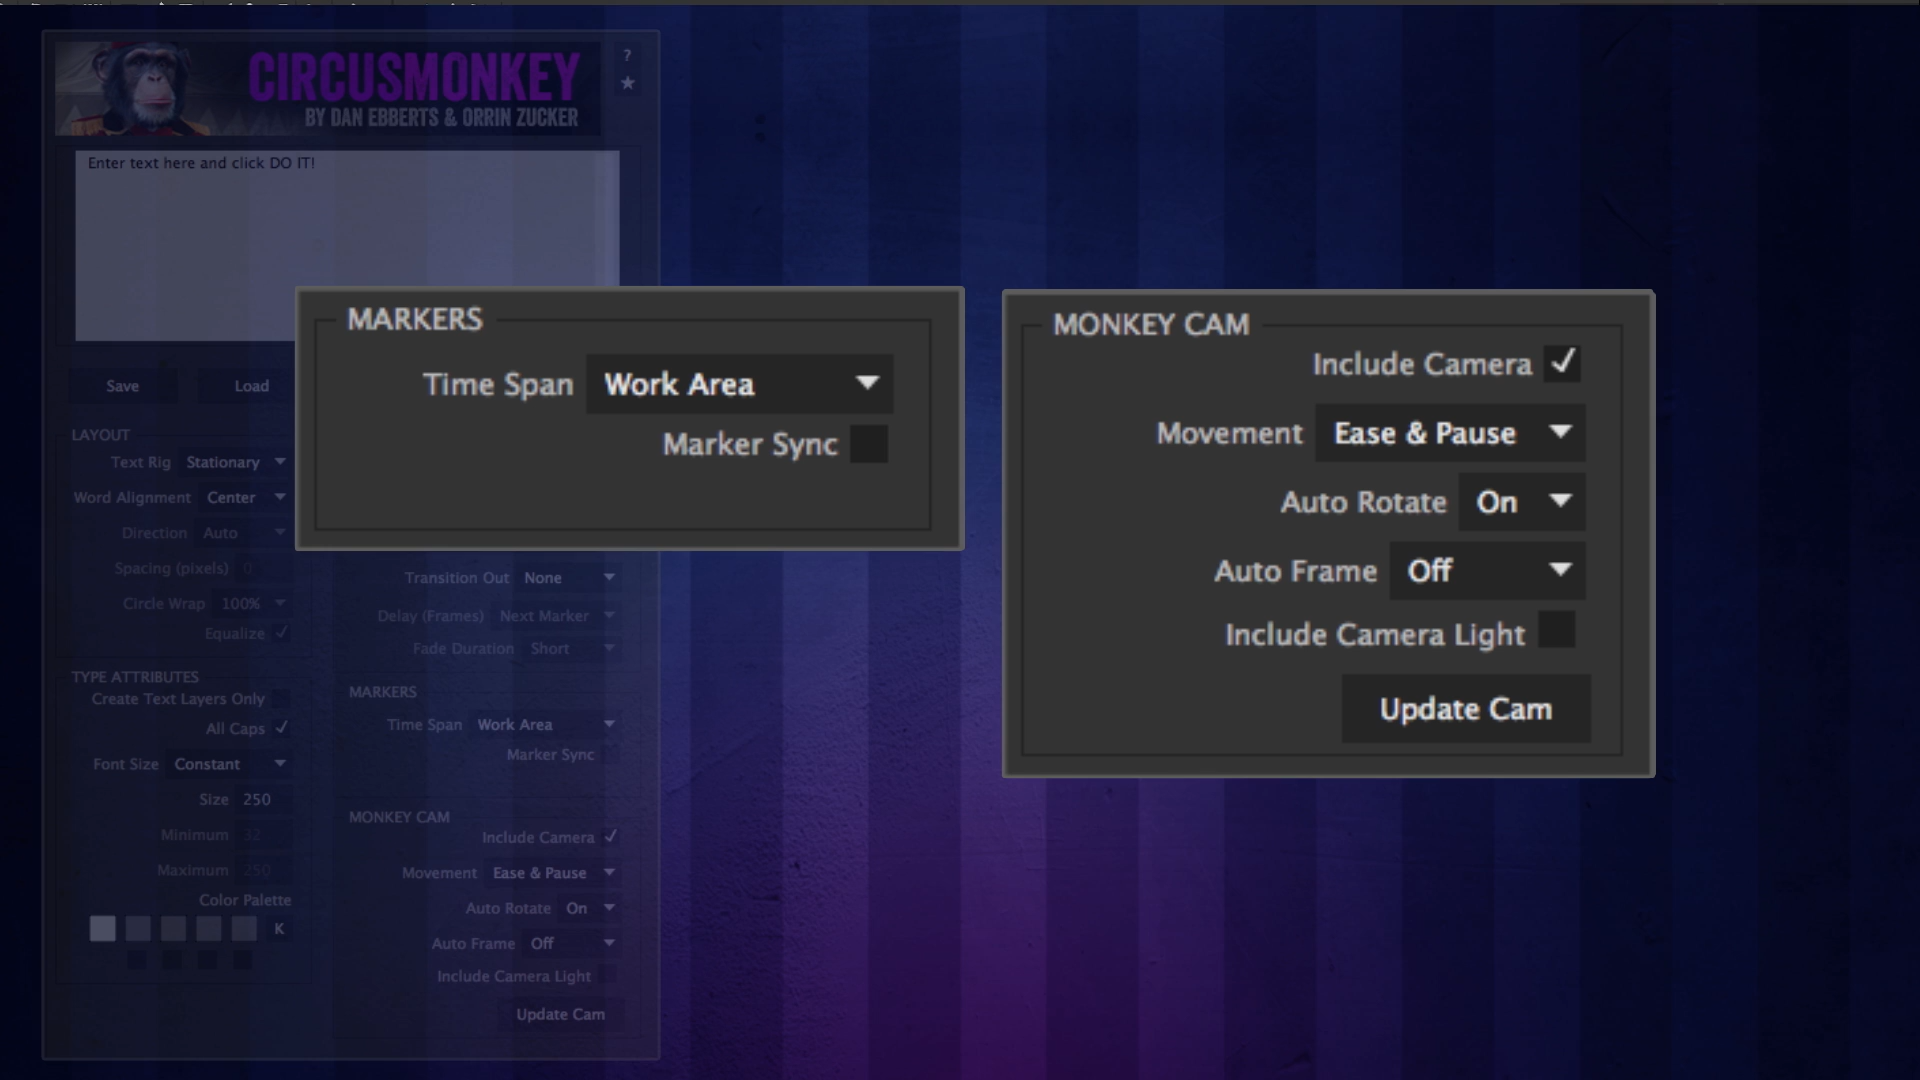 CIRCUSMONKEY
BY DAN EBBERTS & ORRIN ZUCKER
?
★
Enter text here and click DO IT!
Save
Load
LAYOUT
Text Rig Stationary
Word Alignment Center
Direction Auto
Spacing (pixels) 0
Circle Wrap 100%
Equalize ✓
TYPE ATTRIBUTES
Create Text Layers Only
All Caps ✓
Font Size Constant
Size 250
Minimum 32
Maximum 250
Color Palette
K
Transition Out None
Delay (Frames) Next Marker
Fade Duration Short
MARKERS
Time Span Work Area
Marker Sync
MONKEY CAM
Include Camera ✓
Movement Ease & Pause
Auto Rotate On
Auto Frame Off
Include Camera Light
Update Cam
MARKERS
Time Span Work Area
Marker Sync
MONKEY CAM
Include Camera ✓
Movement Ease & Pause
Auto Rotate On
Auto Frame Off
Include Camera Light
Update Cam